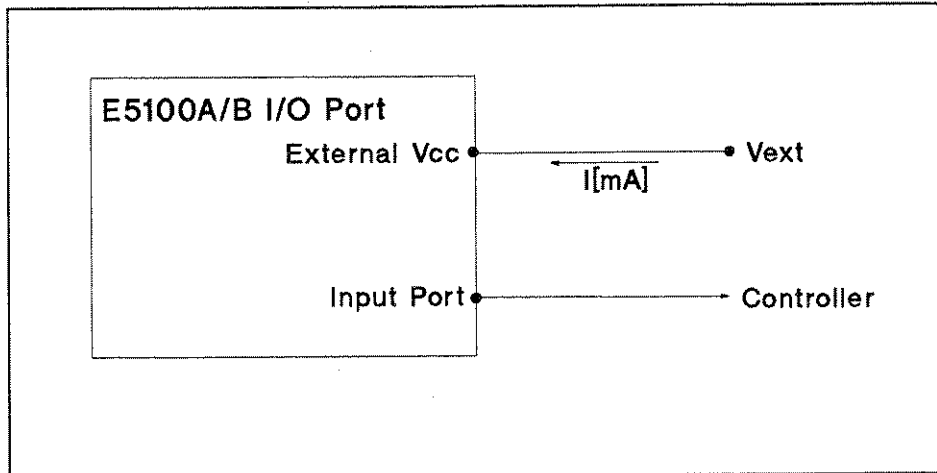 E5100A/B I/O Port
External Vcc
Vext
I[mA]
Input Port
Controller